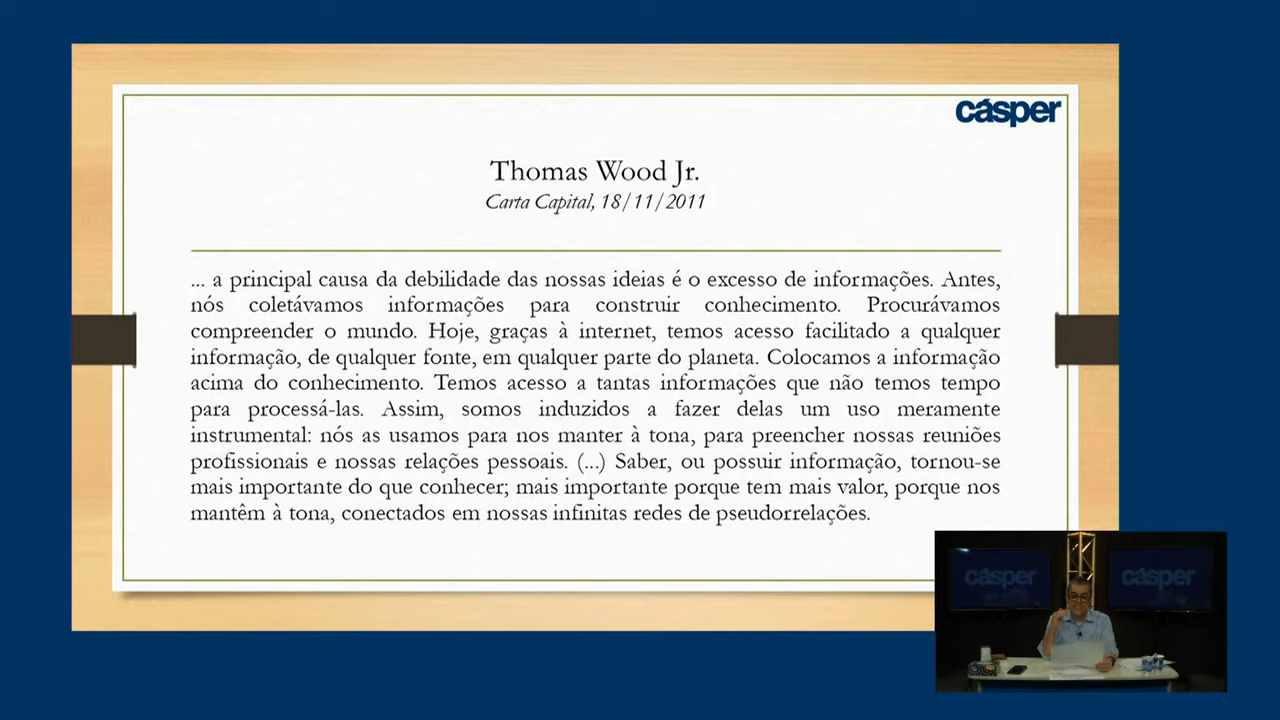 cásper
Thomas Wood Jr.
Carta Capital, 18/11/2011
... a principal causa da debilidade das nossas ideias é o excesso de informações. Antes,
nós coletávamos informações para construir conhecimento. Procurávamos
compreender o mundo. Hoje, graças à internet, temos acesso facilitado a qualquer
informação, de qualquer fonte, em qualquer parte do planeta. Colocamos a informação
acima do conhecimento. Temos acesso a tantas informações que não temos tempo
para processá-las. Assim, somos induzidos a fazer delas um uso meramente
instrumental: nós as usamos para nos manter à tona, para preencher nossas reuniões
profissionais e nossas relações pessoais. (...) Saber, ou possuir informação, tornou-se
mais importante do que conhecer; mais importante porque tem mais valor, porque nos
mantêm à tona, conectados em nossas infinitas redes de pseudorrelações.
cásper
cásper